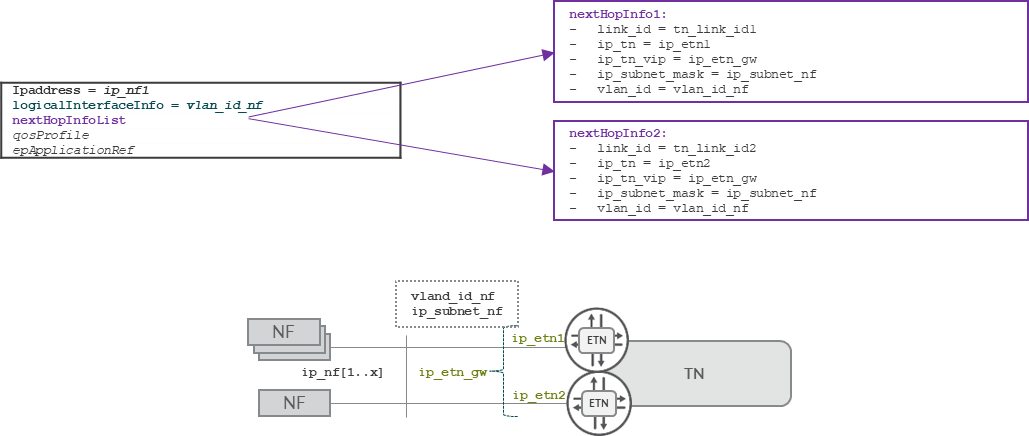 nextHopInfo1:
- link_id = tn_link_id1
- ip_tn = ip_etn1
- ip_tn_vip = ip_etn_gw
- ip_subnet_mask = ip_subnet_nf
- vlan_id = vlan_id_nf
Ipaddress = ip_nf1
logicalInterfaceInfo = vlan_id_nf
nextHopInfoList
qosProfile
epApplicationRef
nextHopInfo2:
- link_id = tn_link_id2
- ip_tn = ip_etn2
- ip_tn_vip = ip_etn_gw
- ip_subnet_mask = ip_subnet_nf
- vlan_id = vlan_id_nf
vland_id_nf
ip_subnet_nf
NF
ip_etn1
ETN
ip_nf[1..x]
ip_etn_gw
TN
NF
ip_etn2
ETN